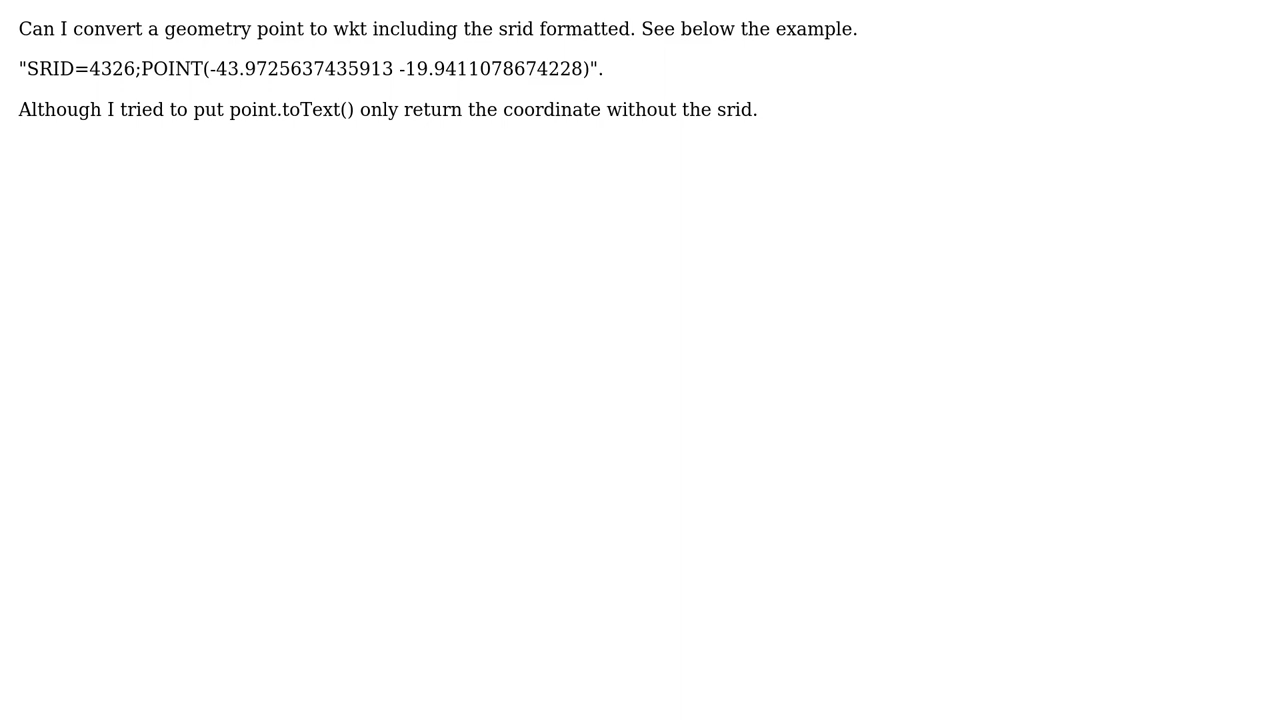 Can I convert a geometry point to wkt including the srid formatted. See below the example.
"SRID=4326;POINT(-43.9725637435913 -19.9411078674228)".
Although I tried to put point.toText() only return the coordinate without the srid.